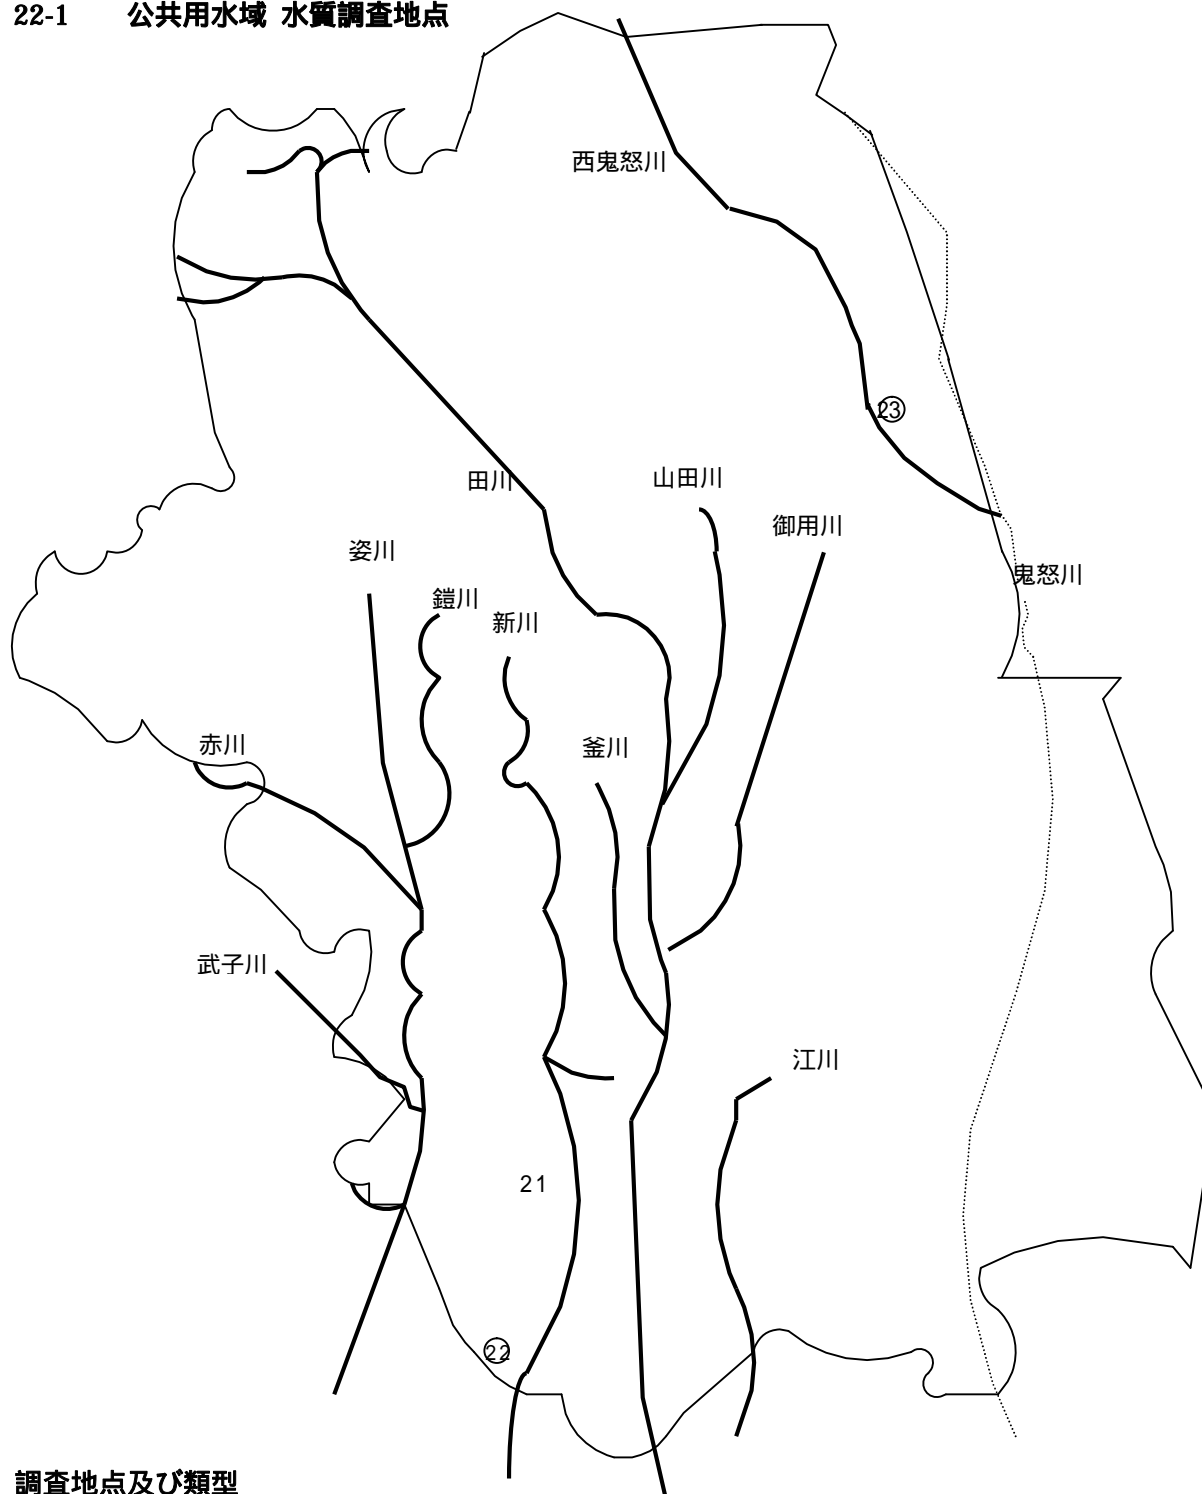 22-1 公共用水域 水質調査地点
西鬼怒川
23
田川
山田川
御用川
姿川
鬼怒川
鎧川
新川
赤川
釜川
武子川
江川
21
22
調査地点及び類型